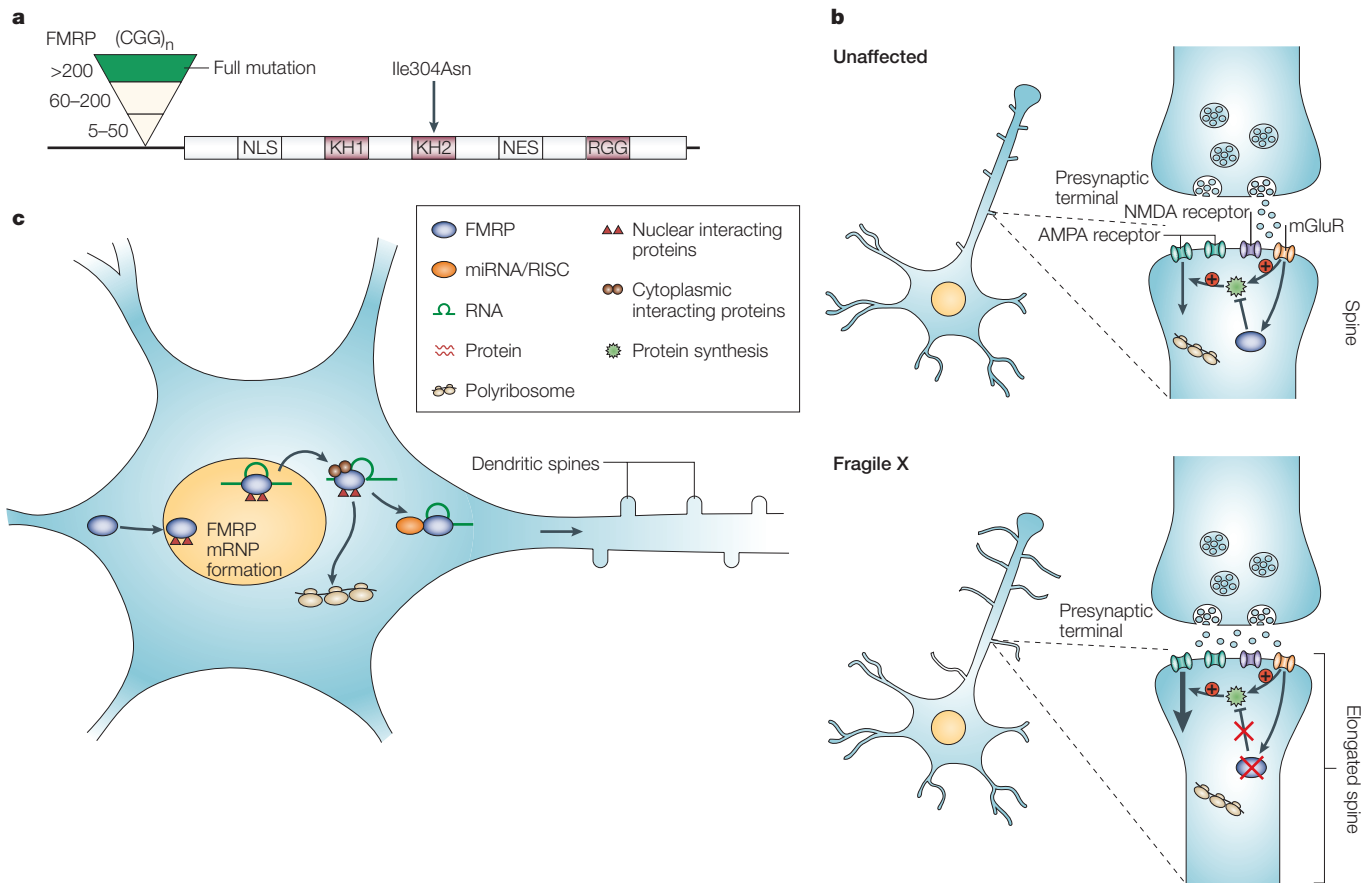 a
FMRP (CGG)n
>200
Full mutation
60–200
5–50
Ile304Asn
NLS KH1 KH2 NES RGG
b
Unaffected
Presynaptic
terminal
NMDA receptor
AMPA receptor
mGluR
Spine
Fragile X
Presynaptic
terminal
Elongated spine
c
FMRP
miRNA/RISC
RNA
Protein
Polyribosome
Nuclear interacting
proteins
Cytoplasmic
interacting proteins
Protein synthesis
Dendritic spines
FMRP
mRNP
formation